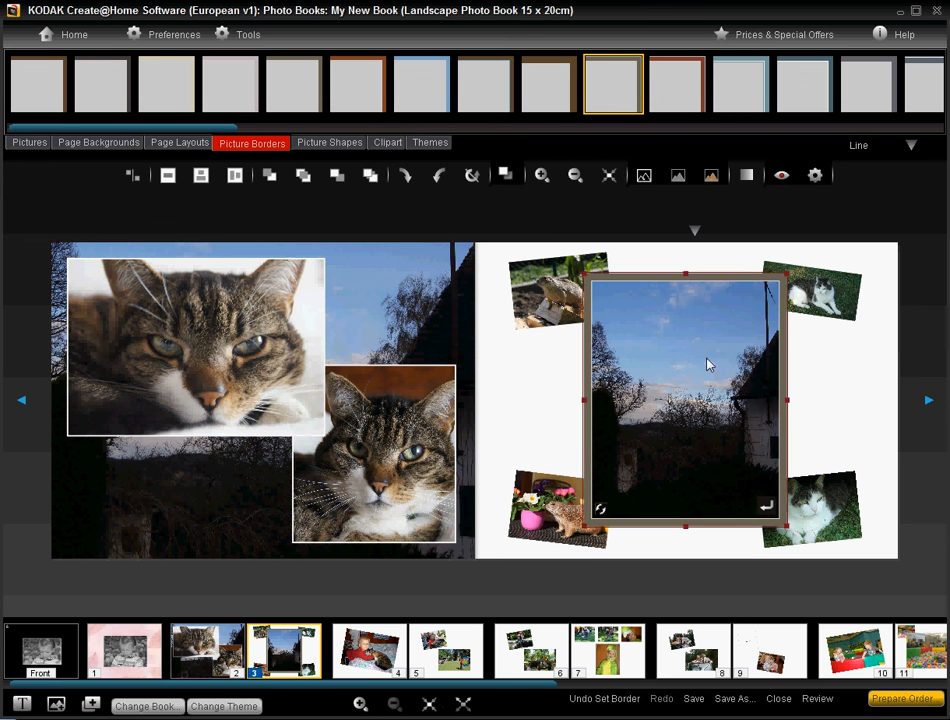 KODAK Create@Home Software (European v1): Photo Books: My New Book (Landscape Photo Book 15 x 20cm)
Home Preferences Tools Prices & Special Offers Help
Pictures Page Backgrounds Page Layouts Picture Borders Picture Shapes Clipart Themes
Line
Front 1 2 3 4 5 6 7 8 9 10 11
T Change Book... Change Theme Undo Set Border Redo Save Save As... Close Review Prepare Order...